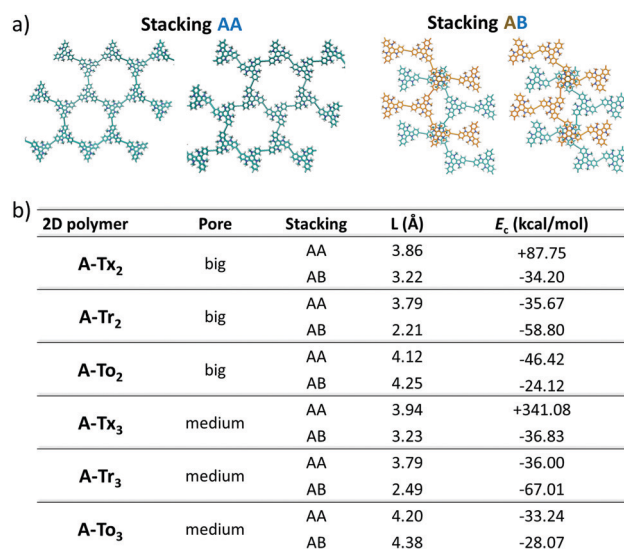 a) Stacking AA Stacking AB
b) 2D polymer Pore Stacking L (Å) E_c (kcal/mol)
A-Tx₂ big AA 3.86 +87.75
AB 3.22 -34.20
A-Tr₂ big AA 3.79 -35.67
AB 2.21 -58.80
A-To₂ big AA 4.12 -46.42
AB 4.25 -24.12
A-Tx₃ medium AA 3.94 +341.08
AB 3.23 -36.83
A-Tr₃ medium AA 3.79 -36.00
AB 2.49 -67.01
A-To₃ medium AA 4.20 -33.24
AB 4.38 -28.07